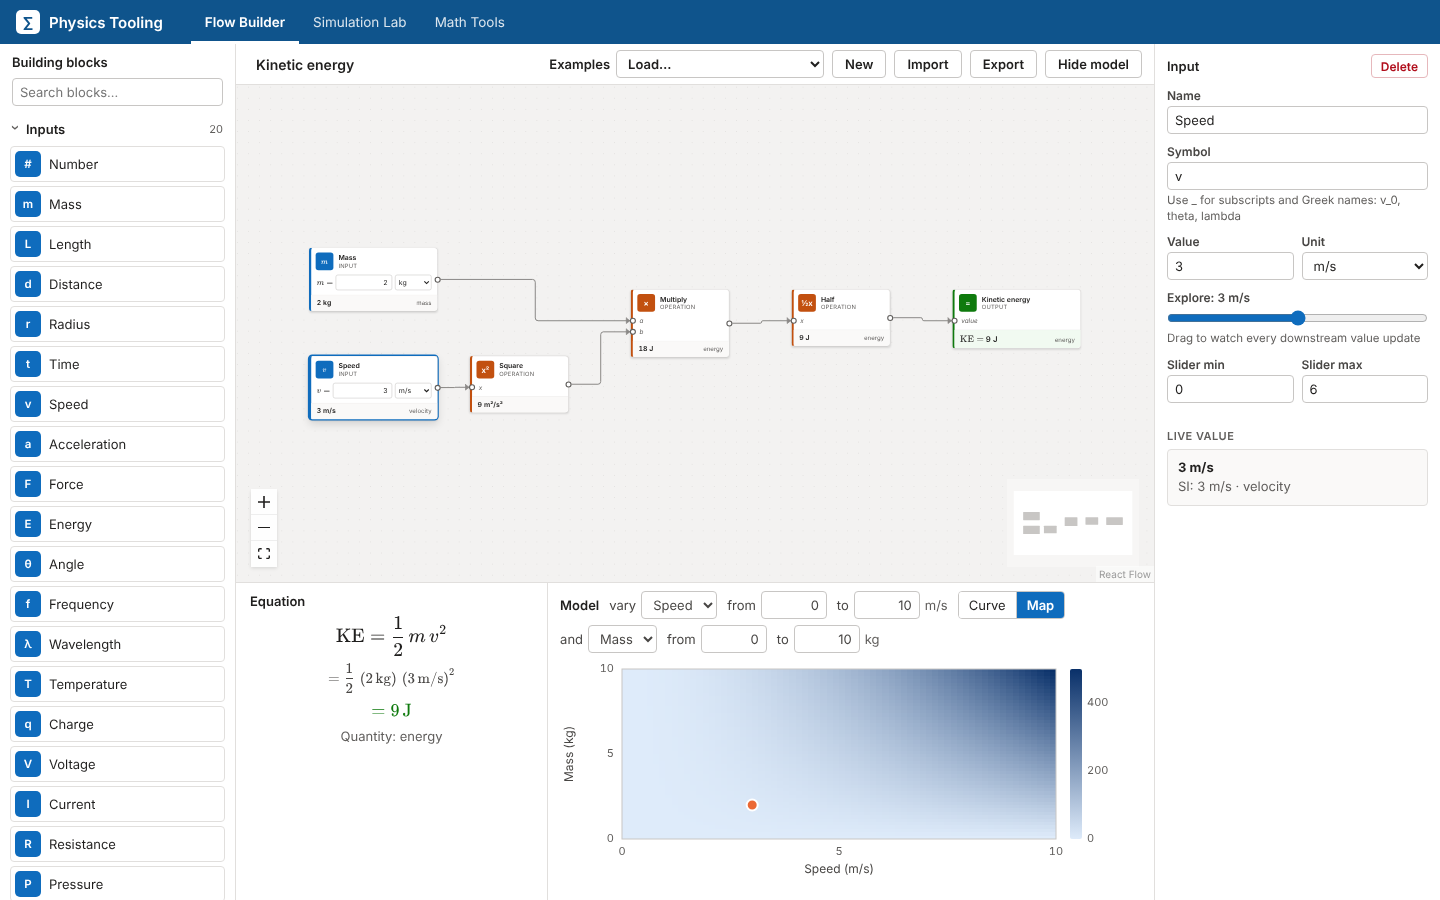 ∑ Physics Tooling Flow Builder Simulation Lab Math Tools
Building blocks
Search blocks...
Inputs 20
# Number
m Mass
L Length
d Distance
r Radius
t Time
v Speed
a Acceleration
F Force
E Energy
θ Angle
f Frequency
λ Wavelength
T Temperature
q Charge
V Voltage
I Current
R Resistance
P Pressure
Kinetic energy Examples Load... New Import Export Hide model
m Mass
INPUT
m = 2 kg
2 kg mass
v Speed
INPUT
v = 3 m/s
3 m/s velocity
x² Square
OPERATION
x
9 m²/s²
× Multiply
OPERATION
a
b
18 J energy
½x Half
OPERATION
x
9 J energy
= Kinetic energy
OUTPUT
value
KE = 9 J energy
React Flow
Equation
KE = 1/2 m v²
= 1/2 (2 kg) (3 m/s)²
= 9 J
Quantity: energy
Model vary Speed from 0 to 10 m/s Curve Map
and Mass from 0 to 10 kg
10
5
0
Mass (kg)
0 5 10
Speed (m/s)
400
200
0
Input Delete
Name
Speed
Symbol
v
Use _ for subscripts and Greek names: v_0,
theta, lambda
Value Unit
3 m/s
Explore: 3 m/s
Drag to watch every downstream value update
Slider min Slider max
0 6
LIVE VALUE
3 m/s
SI: 3 m/s · velocity